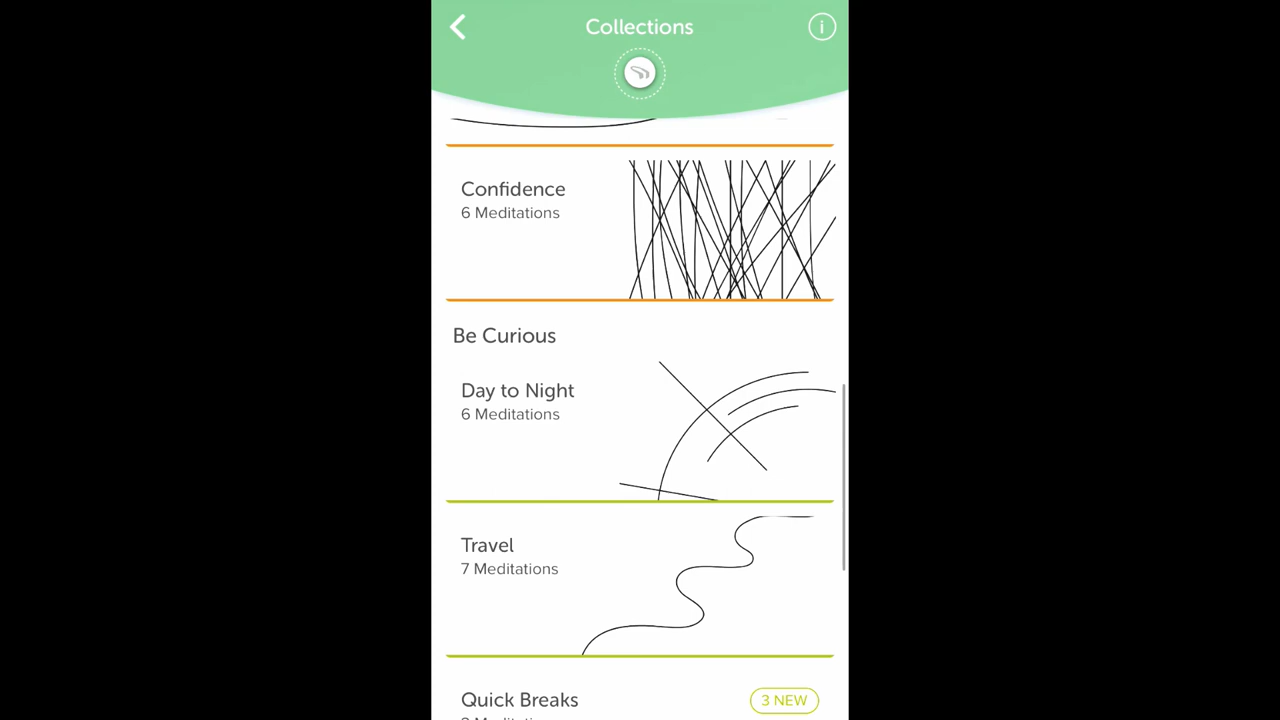 Collections
Confidence
6 Meditations
Be Curious
Day to Night
6 Meditations
Travel
7 Meditations
Quick Breaks
3 NEW